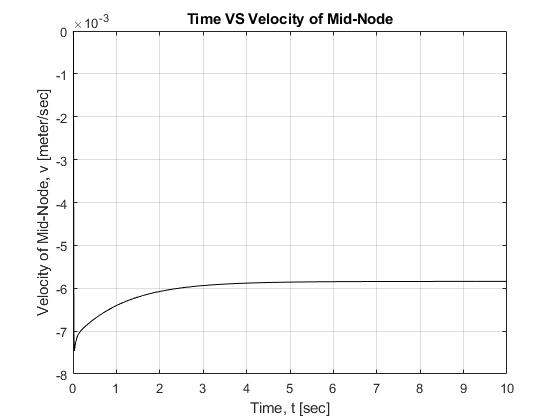 Time VS Velocity of Mid-Node
×10⁻³
0
-1
-2
-3
-4
-5
-6
-7
-8
Velocity of Mid-Node, v [meter/sec]
0 1 2 3 4 5 6 7 8 9 10
Time, t [sec]